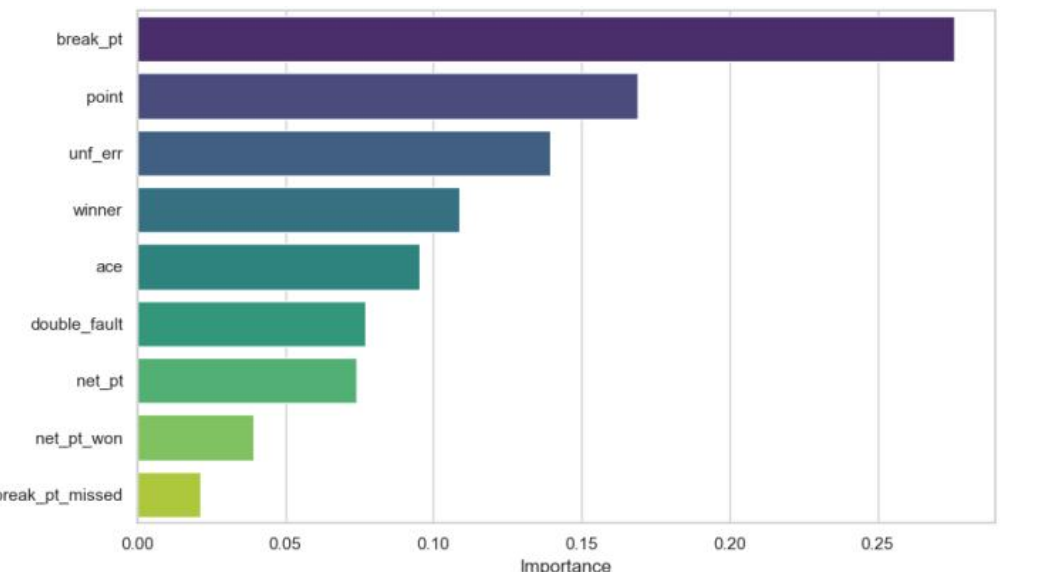 break_pt
point
unf_err
winner
ace
double_fault
net_pt
net_pt_won
break_pt_missed
0.00 0.05 0.10 0.15 0.20 0.25
Importance